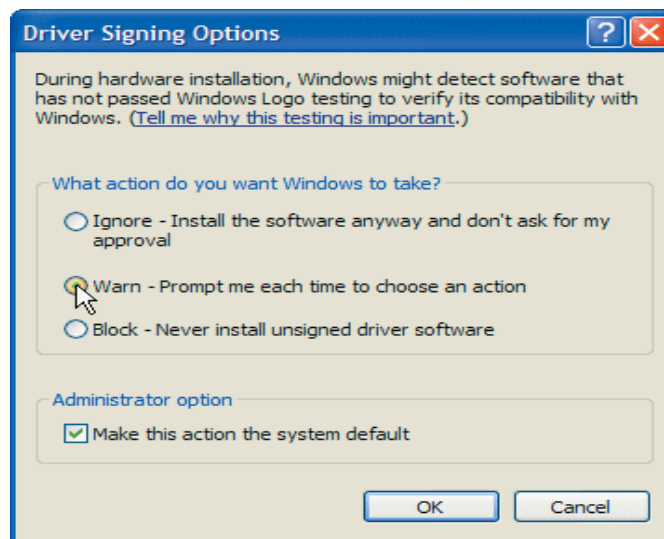 Driver Signing Options
During hardware installation, Windows might detect software that
has not passed Windows Logo testing to verify its compatibility with
Windows. (Tell me why this testing is important.)
What action do you want Windows to take?
Ignore - Install the software anyway and don't ask for my
approval
Warn - Prompt me each time to choose an action
Block - Never install unsigned driver software
Administrator option
Make this action the system default
OK Cancel